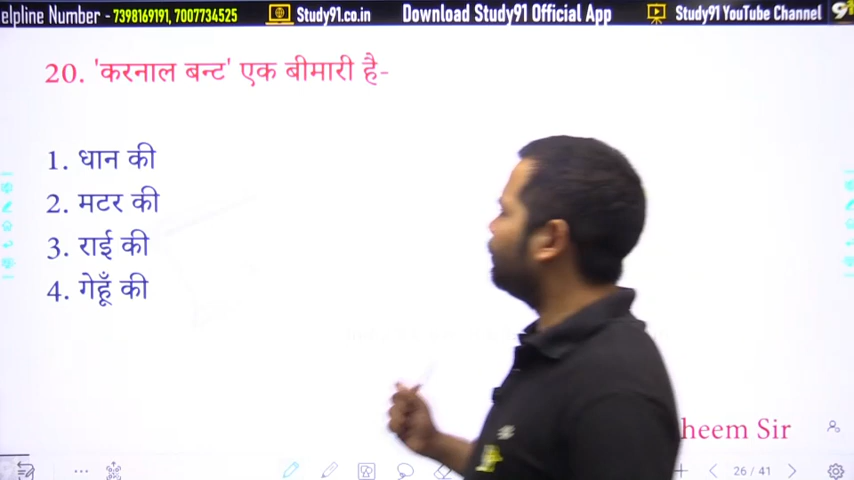 elpline Number - 7398169191, 7007734525 Study91.co.in Download Study91 Official App Study91 YouTube Channel 9
20. 'करनाल बन्ट' एक बीमारी है-
1. धान की
2. मटर की
3. राई की
4. गेहूँ की
heem Sir
26 / 41